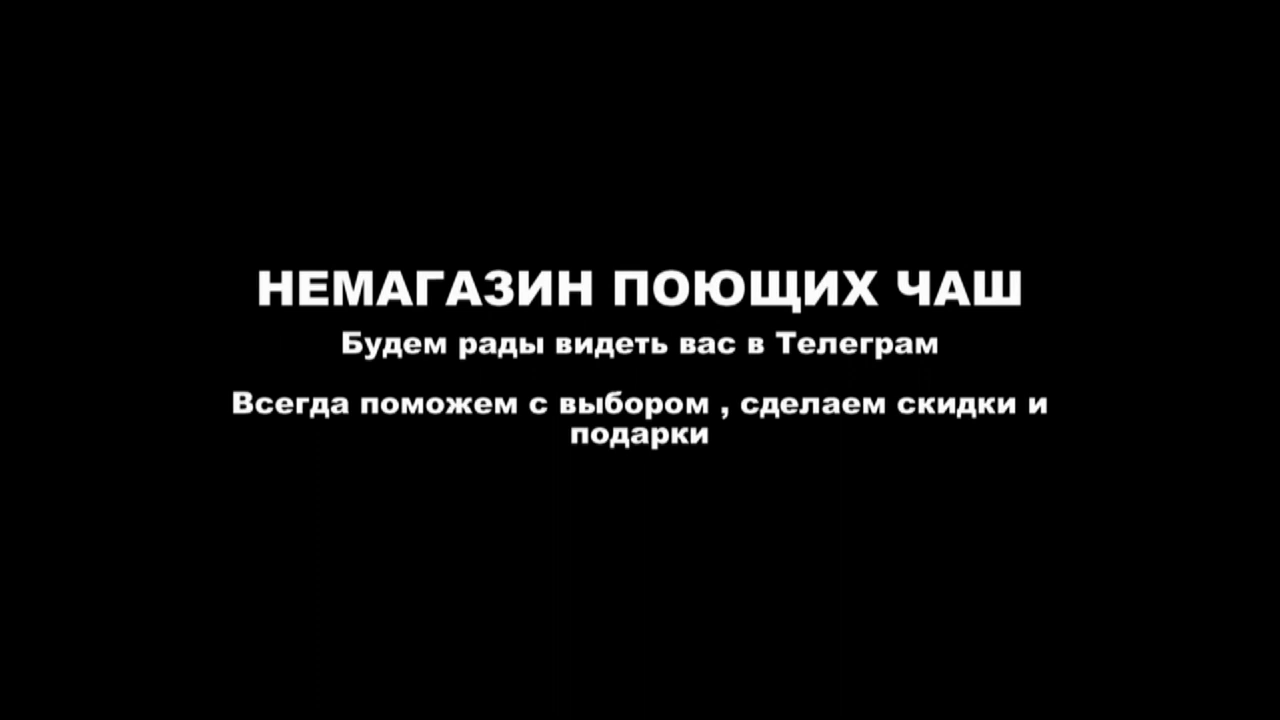 НЕМАГАЗИН ПОЮЩИХ ЧАШ
Будем рады видеть вас в Телеграм
Всегда поможем с выбором , сделаем скидки и
подарки